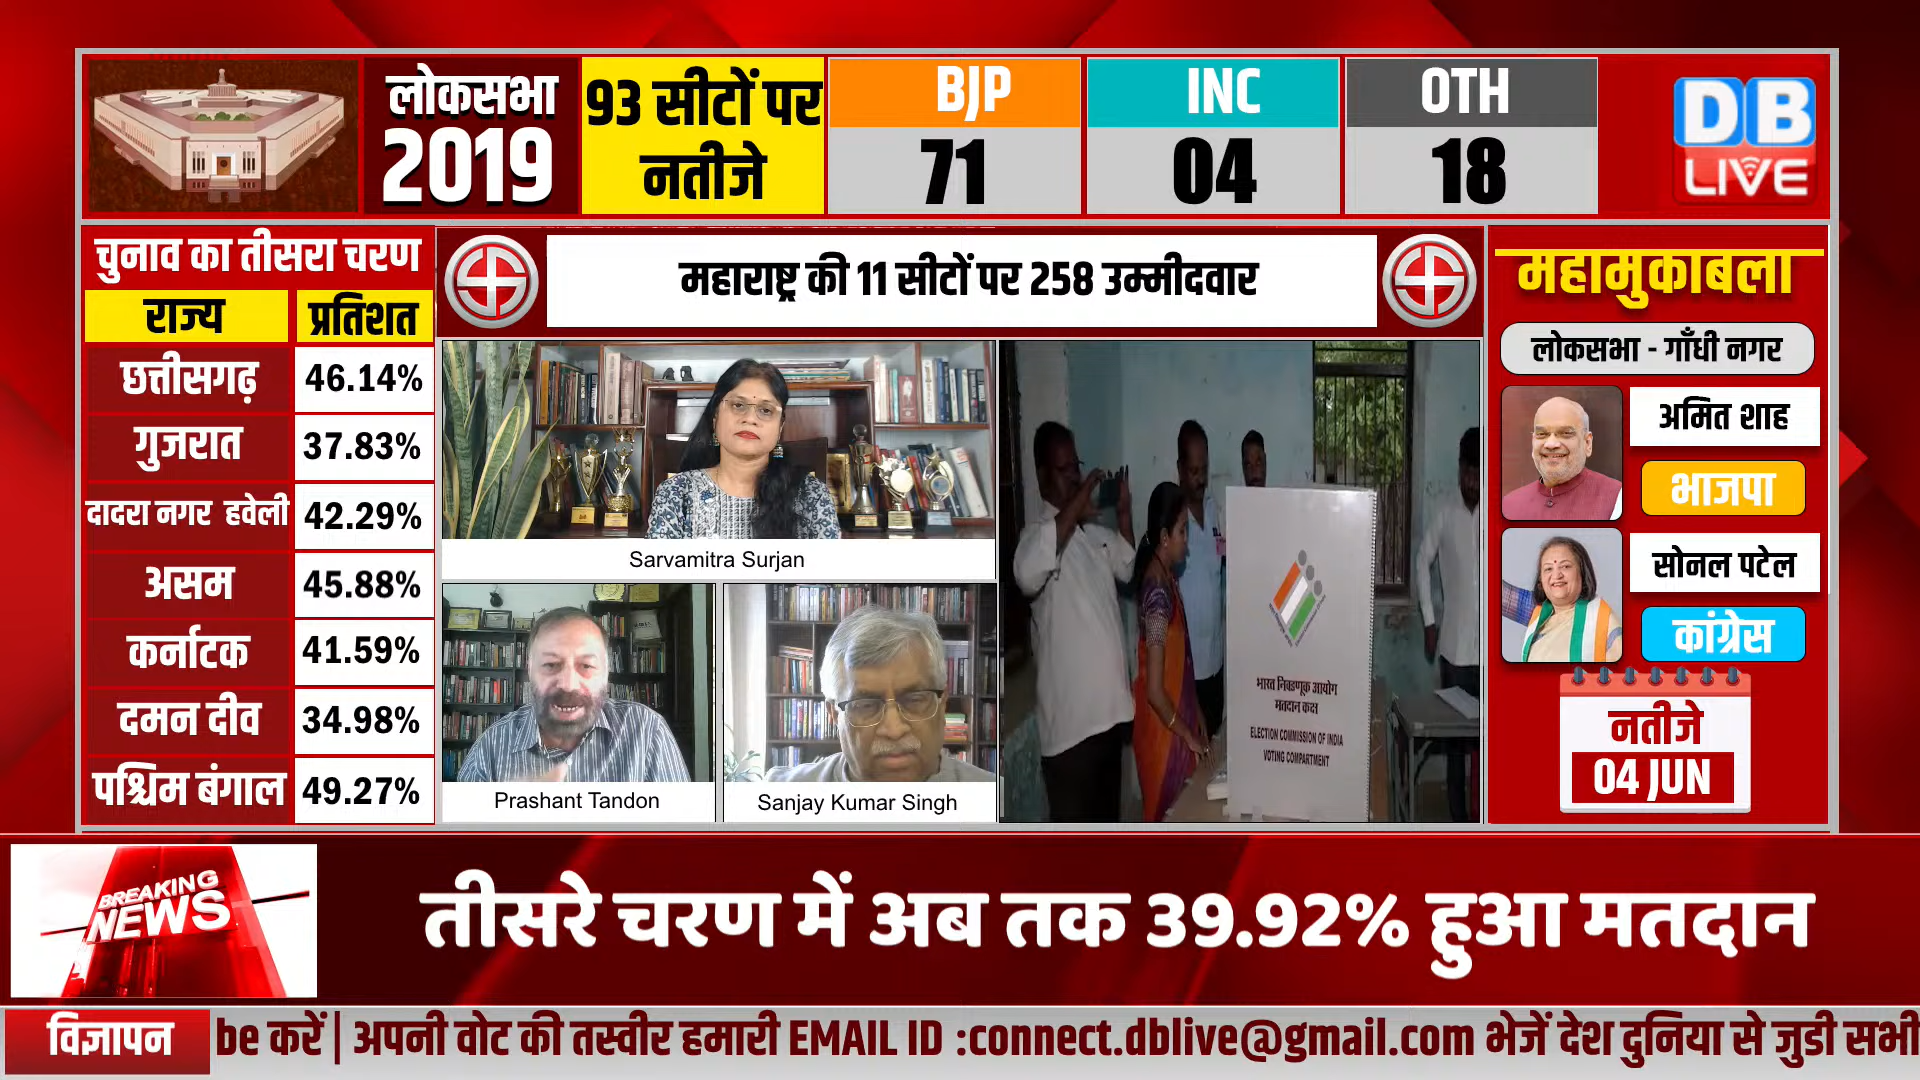 लोकसभा
2019
93 सीटों पर
नतीजे
BJP
71
INC
04
OTH
18
DB
LIVE
चुनाव का तीसरा चरण
राज्य प्रतिशत
छत्तीसगढ़ 46.14%
गुजरात 37.83%
दादरा नगर हवेली 42.29%
असम 45.88%
कर्नाटक 41.59%
दमन दीव 34.98%
पश्चिम बंगाल 49.27%
महाराष्ट्र की 11 सीटों पर 258 उम्मीदवार
Sarvamitra Surjan
Prashant Tandon
Sanjay Kumar Singh
भारत निवडणूक आयोग
मतदान कक्ष
ELECTION COMMISSION OF INDIA
VOTING COMPARTMENT
महामुकाबला
लोकसभा - गाँधी नगर
अमित शाह
भाजपा
सोनल पटेल
कांग्रेस
नतीजे
04 JUN
BREAKING
NEWS
तीसरे चरण में अब तक 39.92% हुआ मतदान
विज्ञापन
be करें | अपनी वोट की तस्वीर हमारी EMAIL ID :connect.dblive@gmail.com भेजें देश दुनिया से जुडी सभी